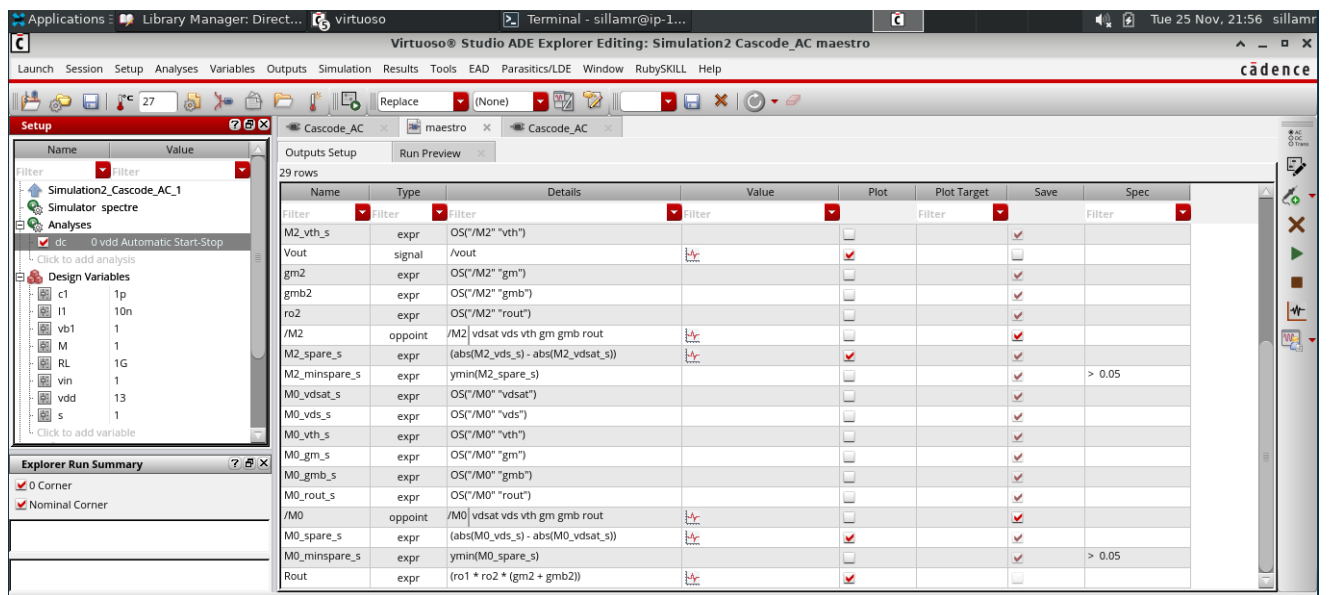 Applications Library Manager: Direct... virtuoso Terminal - sillamr@ip-1... Tue 25 Nov, 21:56 sillamr
Virtuoso® Studio ADE Explorer Editing: Simulation2 Cascode_AC maestro
Launch Session Setup Analyses Variables Outputs Simulation Results Tools EAD Parasitics/LDE Window RubySKILL Help cādence
27 Replace (None)
Setup
Cascode_AC maestro Cascode_AC
Name Value
Outputs Setup Run Preview
Filter Filter
29 rows
Simulation2_Cascode_AC_1
Simulator spectre
Analyses
dc 0 vdd Automatic Start-Stop
Click to add analysis
Design Variables
c1 1p
l1 10n
vb1 1
M 1
RL 1G
vin 1
vdd 13
s 1
Click to add variable
Explorer Run Summary
0 Corner
Nominal Corner
Name Type Details Value Plot Plot Target Save Spec
Filter Filter Filter Filter Filter Filter
M2_vth_s expr OS("/M2" "vth")
Vout signal /vout
gm2 expr OS("/M2" "gm")
gmb2 expr OS("/M2" "gmb")
ro2 expr OS("/M2" "rout")
/M2 oppoint /M2 vdsat vds vth gm gmb rout
M2_spare_s expr (abs(M2_vds_s) - abs(M2_vdsat_s))
M2_minspare_s expr ymin(M2_spare_s) > 0.05
M0_vdsat_s expr OS("/M0" "vdsat")
M0_vds_s expr OS("/M0" "vds")
M0_vth_s expr OS("/M0" "vth")
M0_gm_s expr OS("/M0" "gm")
M0_gmb_s expr OS("/M0" "gmb")
M0_rout_s expr OS("/M0" "rout")
/M0 oppoint /M0 vdsat vds vth gm gmb rout
M0_spare_s expr (abs(M0_vds_s) - abs(M0_vdsat_s))
M0_minspare_s expr ymin(M0_spare_s) > 0.05
Rout expr (ro1 * ro2 * (gm2 + gmb2))